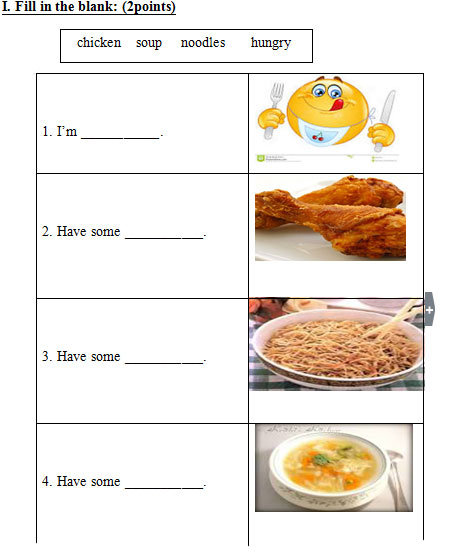 I. Fill in the blank: (2points)
chicken soup noodles hungry
1. I'm ___________.
2. Have some ___________.
3. Have some ___________.
4. Have some ___________.